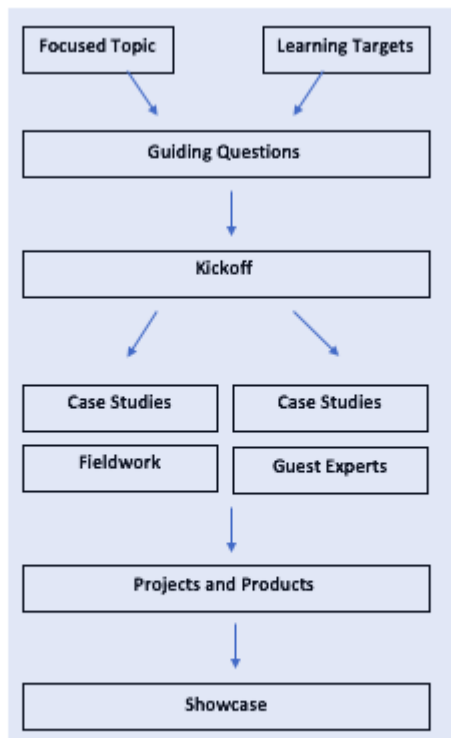 Focused Topic
Learning Targets
Guiding Questions
Kickoff
Case Studies
Case Studies
Fieldwork
Guest Experts
Projects and Products
Showcase